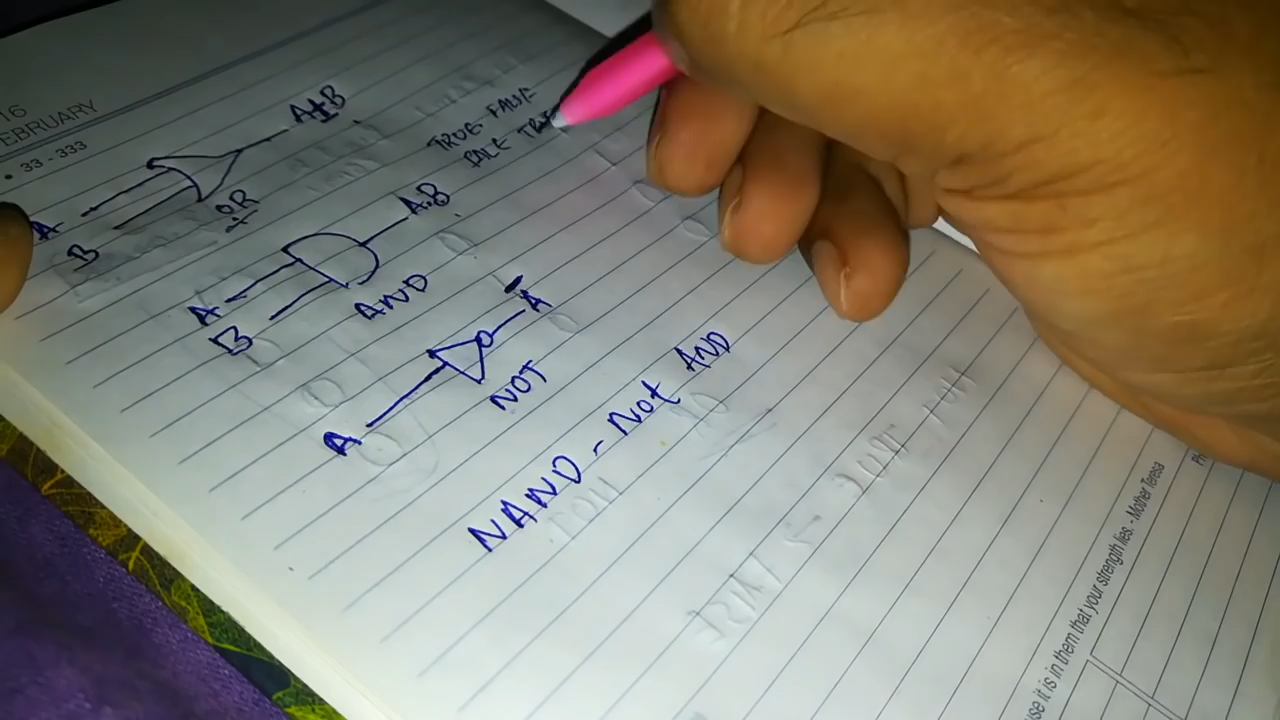 16
EBRUARY
• 33 - 333
A
B
A+B
OR
+
TRUE FALSE
A
B
A.B
AND
A
Ā
NOT
NAND - Not AND
use it is in them that your strength lies. - Mother Teresa